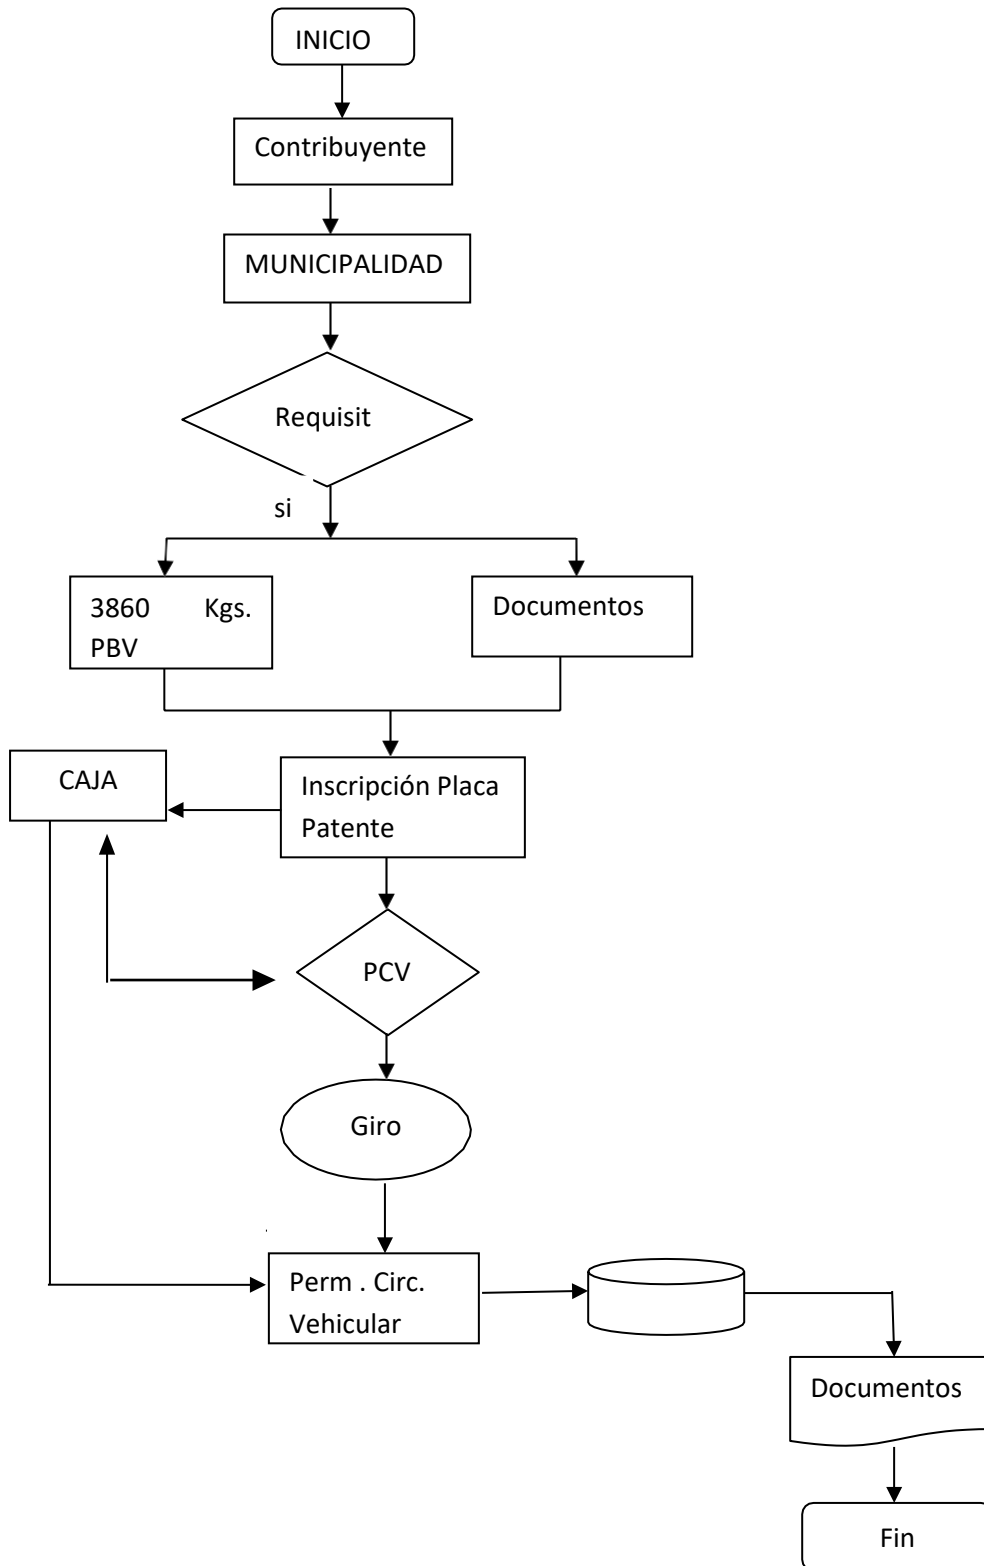 INICIO
Contribuyente
MUNICIPALIDAD
Requisit
si
3860 Kgs.
PBV
Documentos
CAJA
Inscripción Placa
Patente
PCV
Giro
Perm . Circ.
Vehicular
Documentos
Fin